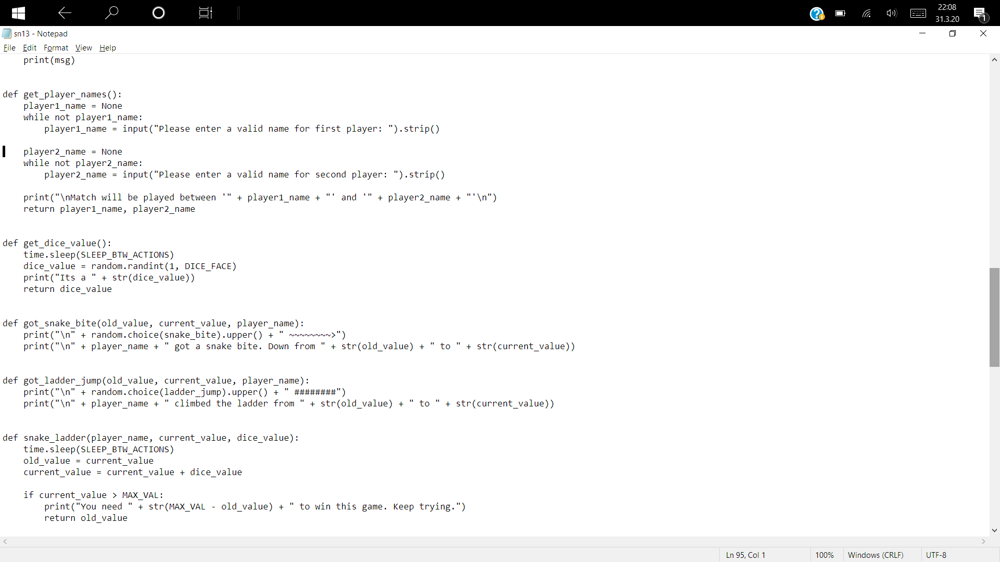 22:08
31.3.20
1
sn13 - Notepad
File Edit Format View Help
    print(msg)
def get_player_names():
    player1_name = None
    while not player1_name:
        player1_name = input("Please enter a valid name for first player: ").strip()
    player2_name = None
    while not player2_name:
        player2_name = input("Please enter a valid name for second player: ").strip()
    print("\nMatch will be played between '" + player1_name + "' and '" + player2_name + "'\n")
    return player1_name, player2_name
def get_dice_value():
    time.sleep(SLEEP_BTW_ACTIONS)
    dice_value = random.randint(1, DICE_FACE)
    print("Its a " + str(dice_value))
    return dice_value
def got_snake_bite(old_value, current_value, player_name):
    print("\n" + random.choice(snake_bite).upper() + " ~~~~~~~~>")
    print("\n" + player_name + " got a snake bite. Down from " + str(old_value) + " to " + str(current_value))
def got_ladder_jump(old_value, current_value, player_name):
    print("\n" + random.choice(ladder_jump).upper() + " ########")
    print("\n" + player_name + " climbed the ladder from " + str(old_value) + " to " + str(current_value))
def snake_ladder(player_name, current_value, dice_value):
    time.sleep(SLEEP_BTW_ACTIONS)
    old_value = current_value
    current_value = current_value + dice_value
    if current_value > MAX_VAL:
        print("You need " + str(MAX_VAL - old_value) + " to win this game. Keep trying.")
        return old_value
Ln 95, Col 1 100% Windows (CRLF) UTF-8